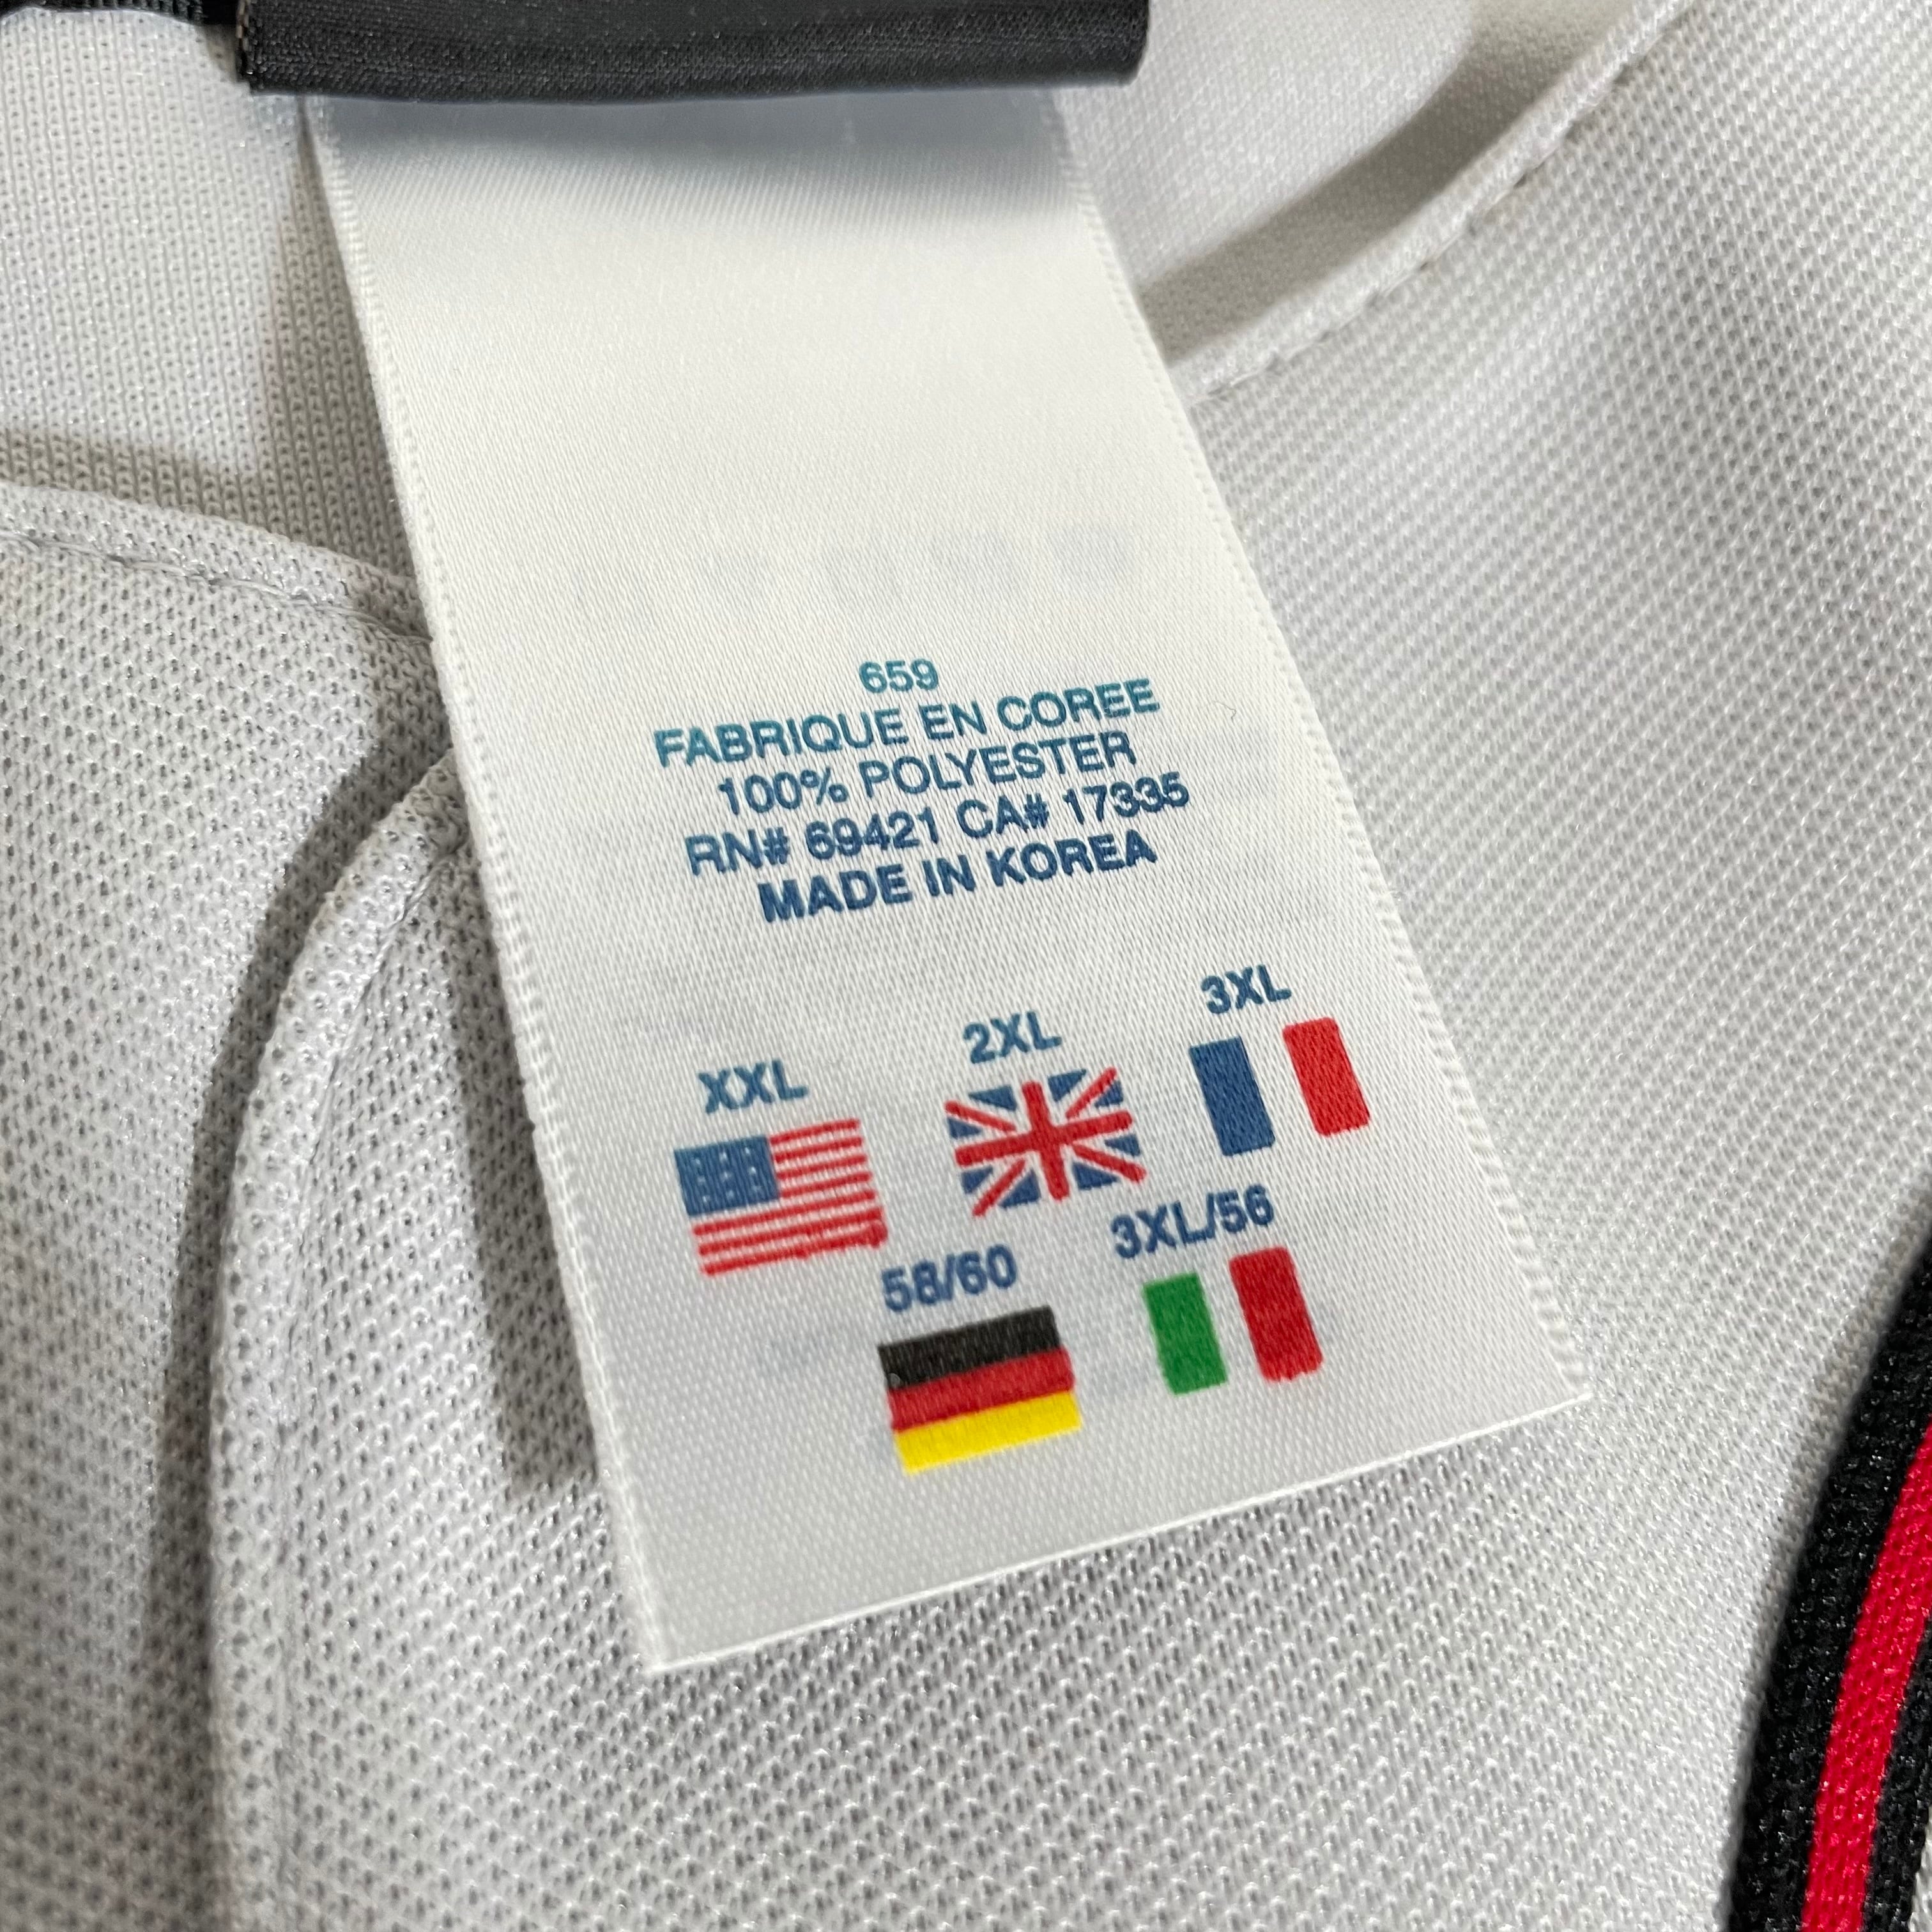 659
FABRIQUE EN COREE
100% POLYESTER
RN# 69421 CA# 17335
MADE IN KOREA
XXL 2XL 3XL
58/60 3XL/56